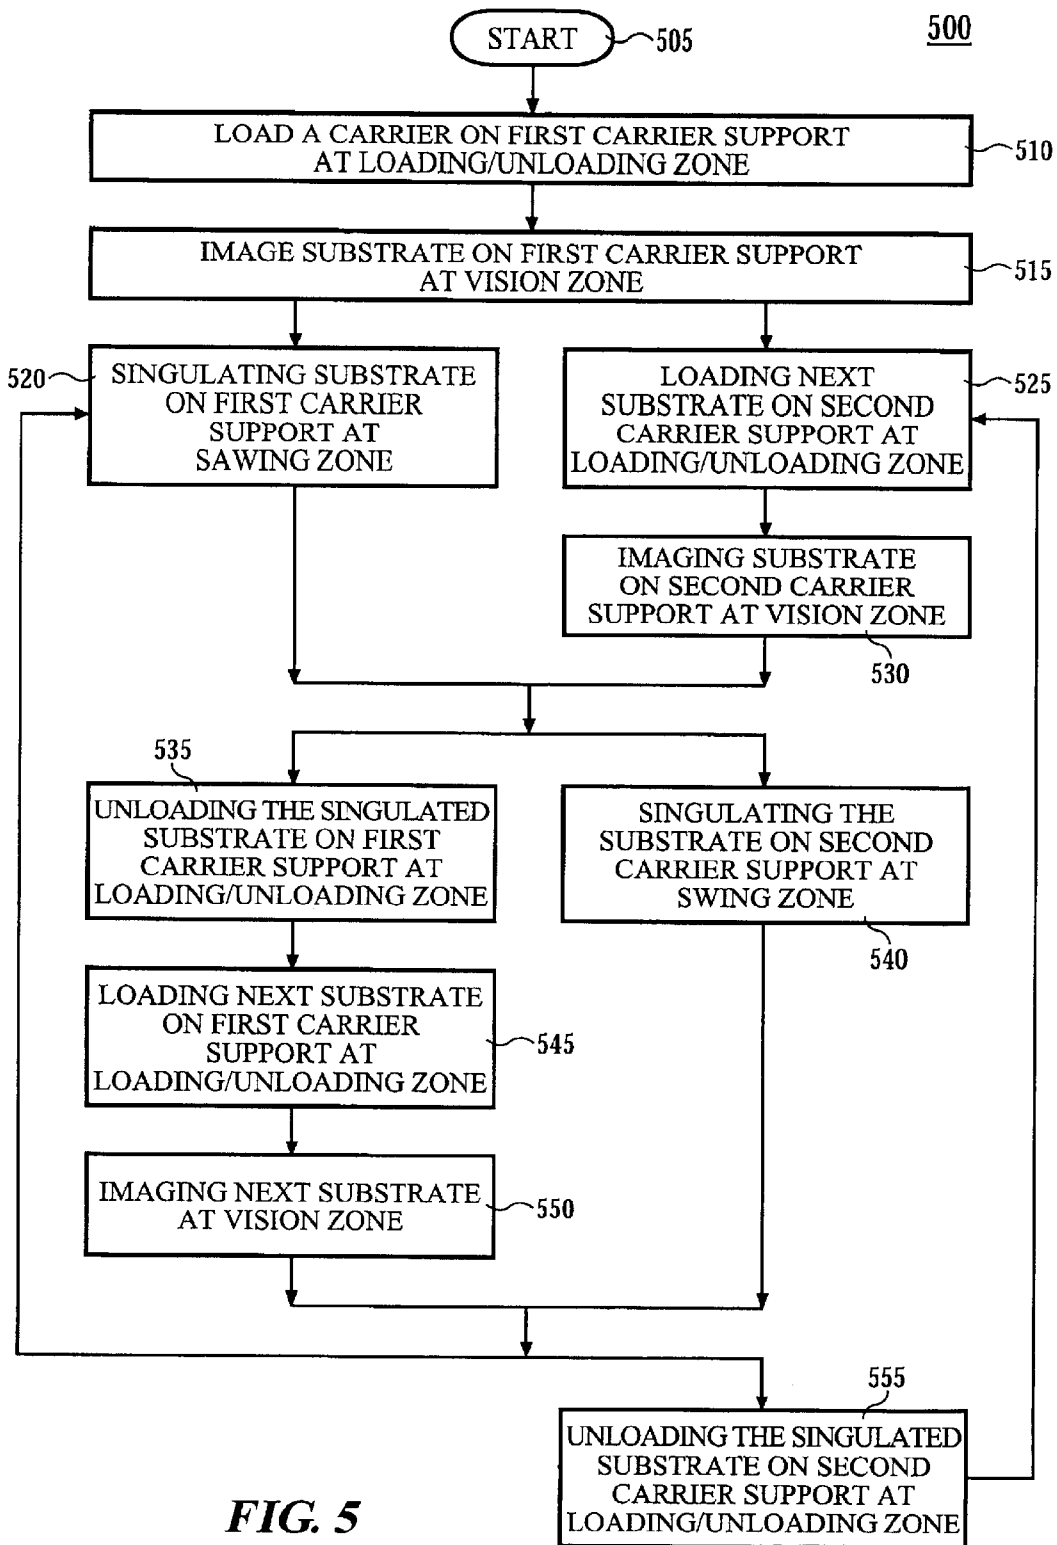 START
505
500
LOAD A CARRIER ON FIRST CARRIER SUPPORT
AT LOADING/UNLOADING ZONE
510
IMAGE SUBSTRATE ON FIRST CARRIER SUPPORT
AT VISION ZONE
515
520
SINGULATING SUBSTRATE
ON FIRST CARRIER
SUPPORT AT
SAWING ZONE
LOADING NEXT
SUBSTRATE ON SECOND
CARRIER SUPPORT AT
LOADING/UNLOADING ZONE
525
IMAGING SUBSTRATE
ON SECOND CARRIER
SUPPORT AT VISION ZONE
530
535
UNLOADING THE SINGULATED
SUBSTRATE ON FIRST
CARRIER SUPPORT AT
LOADING/UNLOADING ZONE
SINGULATING THE
SUBSTRATE ON SECOND
CARRIER SUPPORT AT
SWING ZONE
540
LOADING NEXT SUBSTRATE
ON FIRST CARRIER
SUPPORT AT
LOADING/UNLOADING ZONE
545
IMAGING NEXT SUBSTRATE
AT VISION ZONE
550
555
UNLOADING THE SINGULATED
SUBSTRATE ON SECOND
CARRIER SUPPORT AT
LOADING/UNLOADING ZONE
FIG. 5